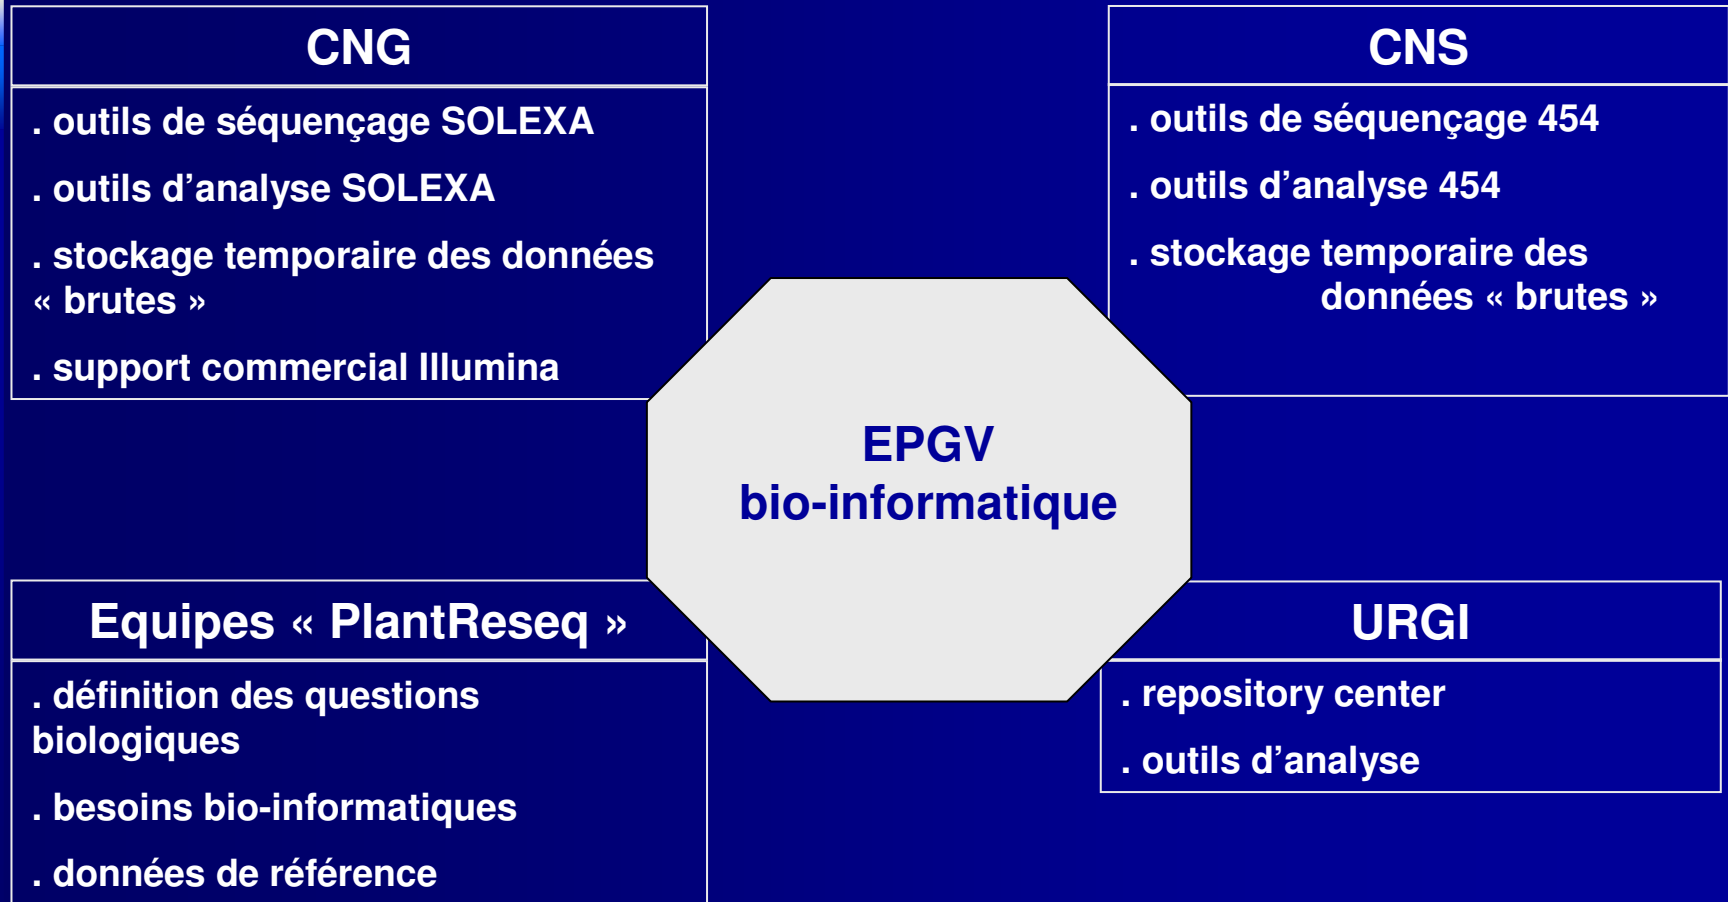 CNG
. outils de séquençage SOLEXA
. outils d’analyse SOLEXA
. stockage temporaire des données
« brutes »
. support commercial Illumina
CNS
. outils de séquençage 454
. outils d’analyse 454
. stockage temporaire des
données « brutes »
EPGV
bio-informatique
Equipes « PlantReseq »
. définition des questions
biologiques
. besoins bio-informatiques
. données de référence
URGI
. repository center
. outils d’analyse